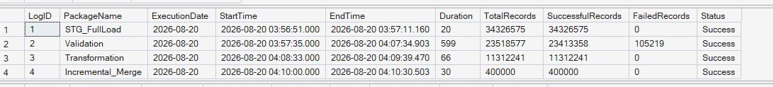 LogID PackageName ExecutionDate StartTime EndTime Duration TotalRecords SuccessfulRecords FailedRecords Status
1 1 STG_FullLoad 2026-08-20 2026-08-20 03:56:51.000 2026-08-20 03:57:11.160 20 34326575 34326575 0 Success
2 2 Validation 2026-08-20 2026-08-20 03:57:35.000 2026-08-20 04:07:34.903 599 23518577 23413358 105219 Success
3 3 Transformation 2026-08-20 2026-08-20 04:08:33.000 2026-08-20 04:09:39.470 66 11312241 11312241 0 Success
4 4 Incremental_Merge 2026-08-20 2026-08-20 04:10:00.000 2026-08-20 04:10:30.503 30 400000 400000 0 Success